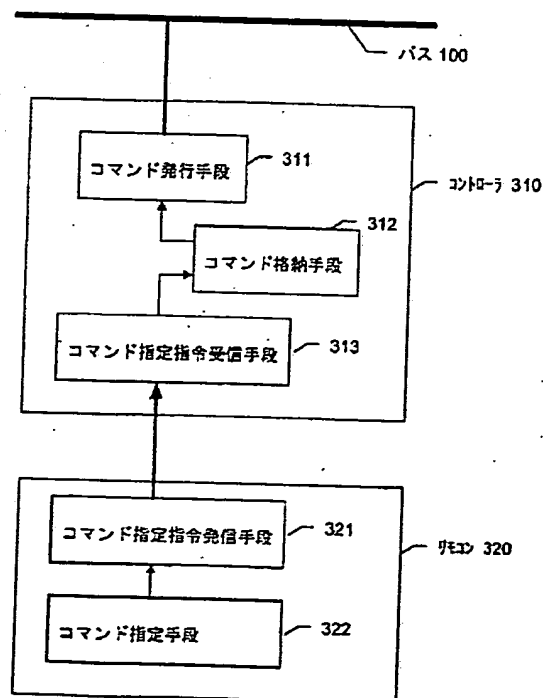 バス 100
コマンド発行手段
311
コントローラ 310
312
コマンド格納手段
コマンド指定指令受信手段
313
コマンド指定指令発信手段
321
リモコン 320
コマンド指定手段
322